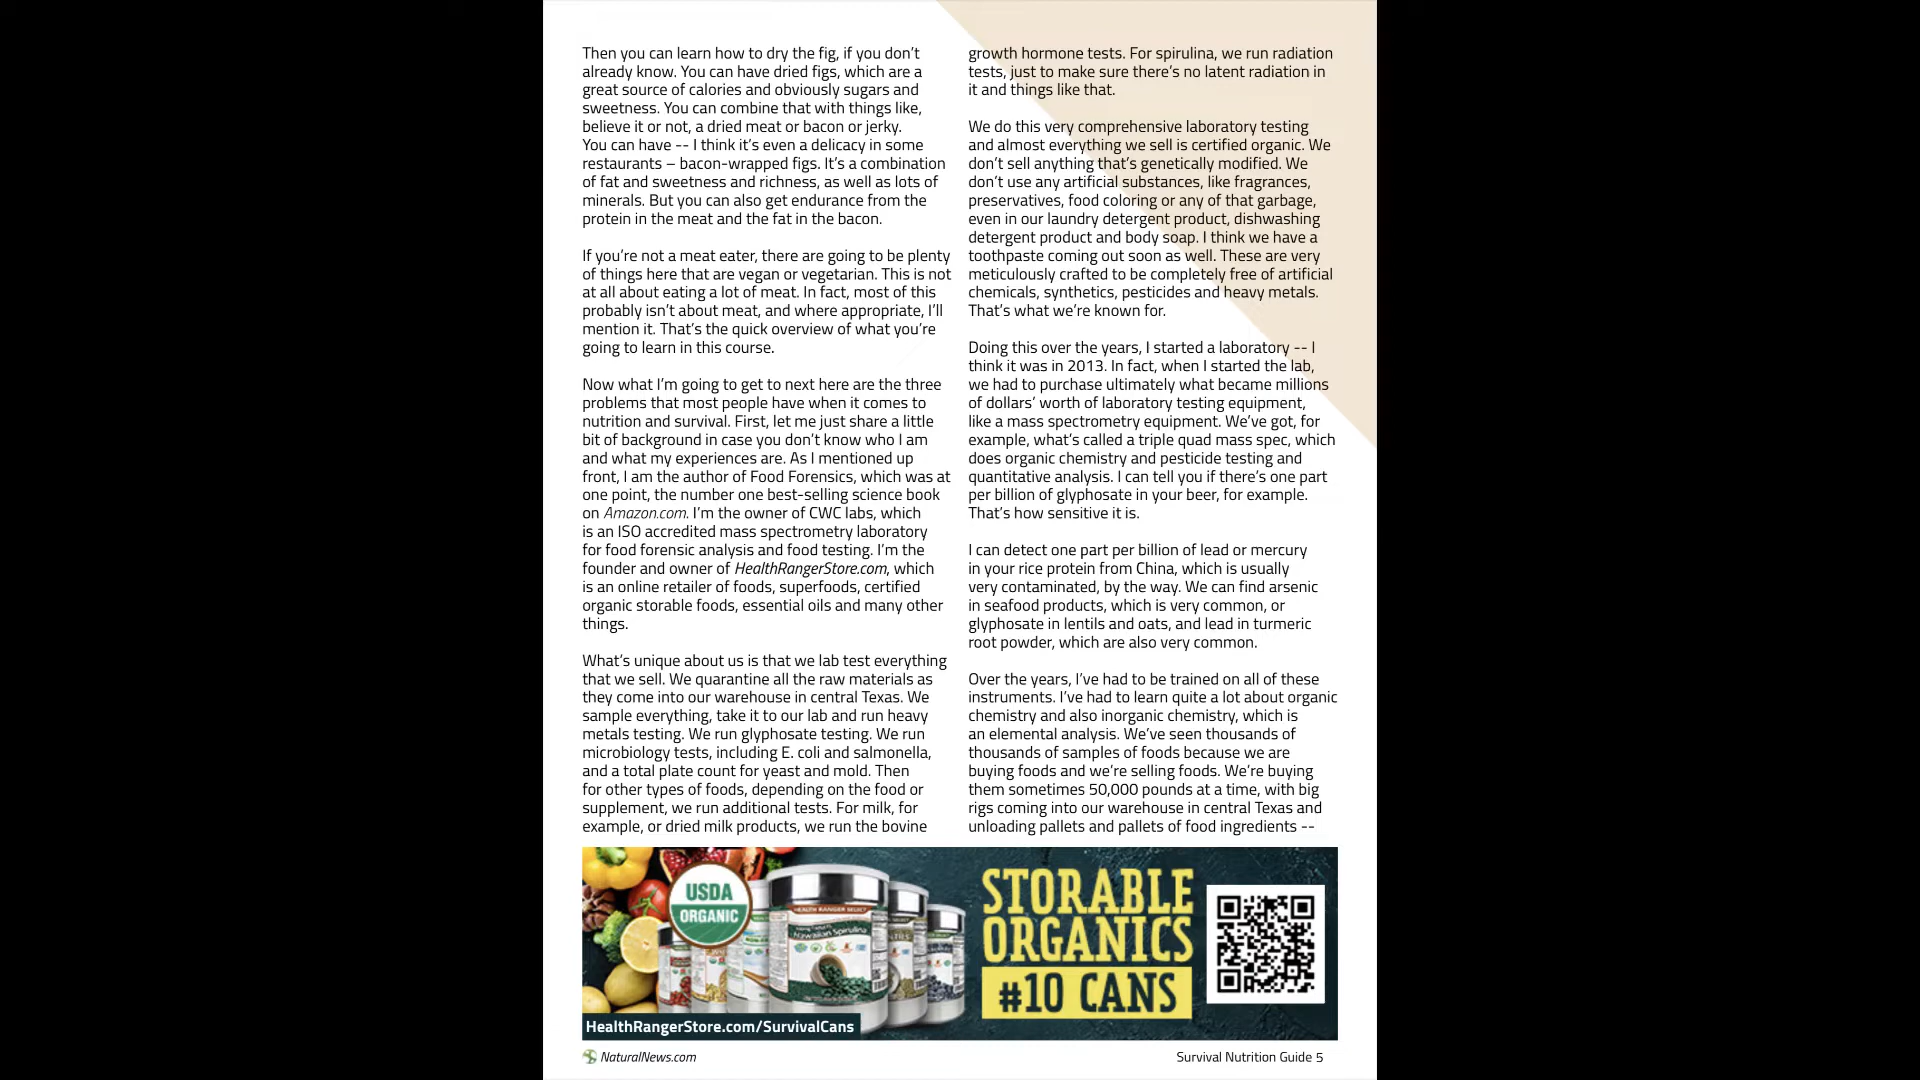 Then you can learn how to dry the fig, if you don’t
already know. You can have dried figs, which are a
great source of calories and obviously sugars and
sweetness. You can combine that with things like,
believe it or not, a dried meat or bacon or jerky.
You can have -- I think it’s even a delicacy in some
restaurants – bacon-wrapped figs. It’s a combination
of fat and sweetness and richness, as well as lots of
minerals. But you can also get endurance from the
protein in the meat and the fat in the bacon.
If you’re not a meat eater, there are going to be plenty
of things here that are vegan or vegetarian. This is not
at all about eating a lot of meat. In fact, most of this
probably isn’t about meat, and where appropriate, I’ll
mention it. That’s the quick overview of what you’re
going to learn in this course.
Now what I’m going to get to next here are the three
problems that most people have when it comes to
nutrition and survival. First, let me just share a little
bit of background in case you don’t know who I am
and what my experiences are. As I mentioned up
front, I am the author of Food Forensics, which was at
one point, the number one best-selling science book
on Amazon.com. I’m the owner of CWC labs, which
is an ISO accredited mass spectrometry laboratory
for food forensic analysis and food testing. I’m the
founder and owner of HealthRangerStore.com, which
is an online retailer of foods, superfoods, certified
organic storable foods, essential oils and many other
things.
What’s unique about us is that we lab test everything
that we sell. We quarantine all the raw materials as
they come into our warehouse in central Texas. We
sample everything, take it to our lab and run heavy
metals testing. We run glyphosate testing. We run
microbiology tests, including E. coli and salmonella,
and a total plate count for yeast and mold. Then
for other types of foods, depending on the food or
supplement, we run additional tests. For milk, for
example, or dried milk products, we run the bovine
growth hormone tests. For spirulina, we run radiation
tests, just to make sure there’s no latent radiation in
it and things like that.
We do this very comprehensive laboratory testing
and almost everything we sell is certified organic. We
don’t sell anything that’s genetically modified. We
don’t use any artificial substances, like fragrances,
preservatives, food coloring or any of that garbage,
even in our laundry detergent product, dishwashing
detergent product and body soap. I think we have a
toothpaste coming out soon as well. These are very
meticulously crafted to be completely free of artificial
chemicals, synthetics, pesticides and heavy metals.
That’s what we’re known for.
Doing this over the years, I started a laboratory -- I
think it was in 2013. In fact, when I started the lab,
we had to purchase ultimately what became millions
of dollars’ worth of laboratory testing equipment,
like a mass spectrometry equipment. We’ve got, for
example, what’s called a triple quad mass spec, which
does organic chemistry and pesticide testing and
quantitative analysis. I can tell you if there’s one part
per billion of glyphosate in your beer, for example.
That’s how sensitive it is.
I can detect one part per billion of lead or mercury
in your rice protein from China, which is usually
very contaminated, by the way. We can find arsenic
in seafood products, which is very common, or
glyphosate in lentils and oats, and lead in turmeric
root powder, which are also very common.
Over the years, I’ve had to be trained on all of these
instruments. I’ve had to learn quite a lot about organic
chemistry and also inorganic chemistry, which is
an elemental analysis. We’ve seen thousands of
thousands of samples of foods because we are
buying foods and we’re selling foods. We’re buying
them sometimes 50,000 pounds at a time, with big
rigs coming into our warehouse in central Texas and
unloading pallets and pallets of food ingredients --
USDA
ORGANIC
HEALTH RANGER SELECT
Hawaiian Spirulina
STORABLE
ORGANICS
#10 CANS
HealthRangerStore.com/SurvivalCans
NaturalNews.com
Survival Nutrition Guide 5